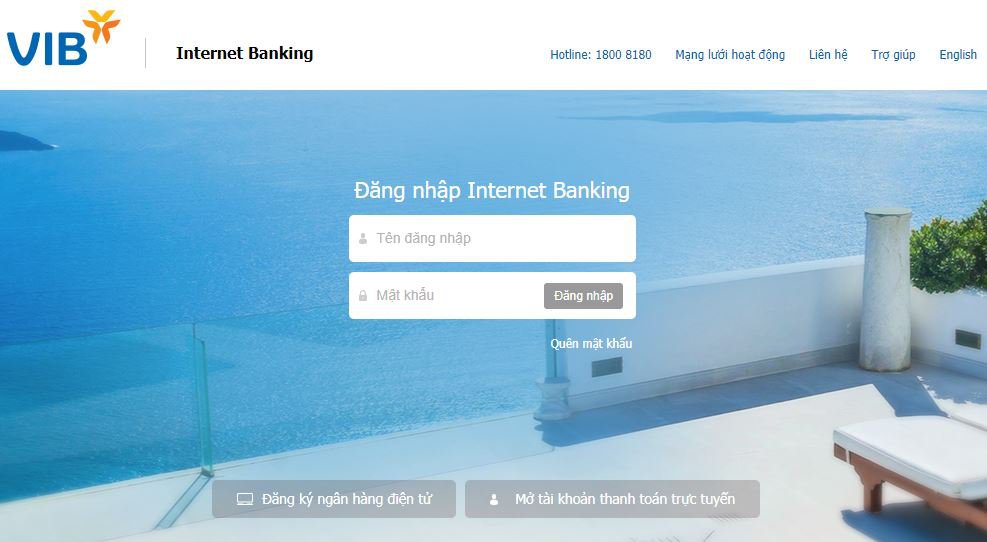 VIB
Internet Banking
Hotline: 1800 8180
Mạng lưới hoạt động
Liên hệ
Trợ giúp
English
Đăng nhập Internet Banking
Tên đăng nhập
Mật khẩu
Đăng nhập
Quên mật khẩu
Đăng ký ngân hàng điện tử
Mở tài khoản thanh toán trực tuyến